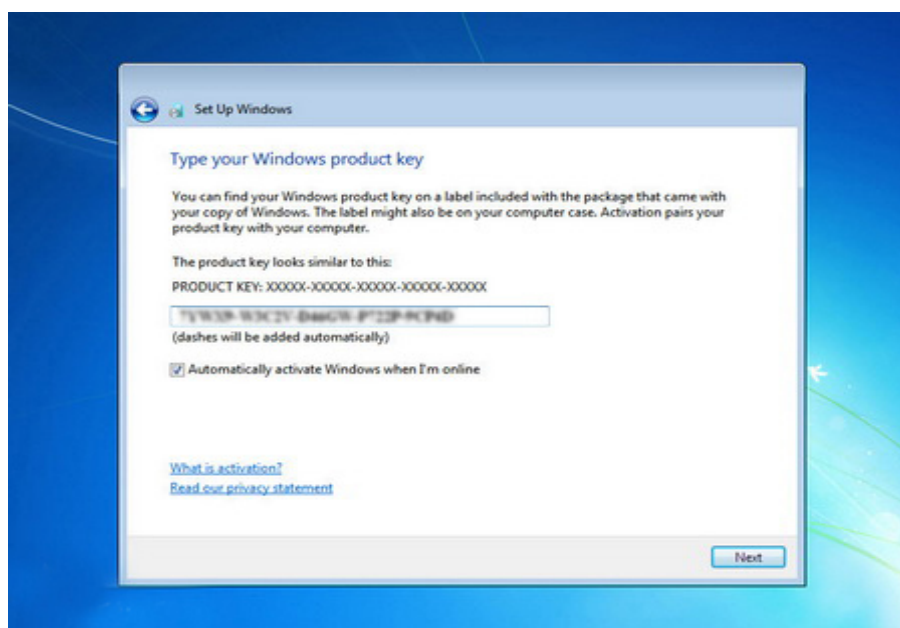 Set Up Windows
Type your Windows product key
You can find your Windows product key on a label included with the package that came with
your copy of Windows. The label might also be on your computer case. Activation pairs your
product key with your computer.
The product key looks similar to this:
PRODUCT KEY: XXXXX-XXXXX-XXXXX-XXXXX-XXXXX
(dashes will be added automatically)
Automatically activate Windows when I'm online
What is activation?
Read our privacy statement
Next